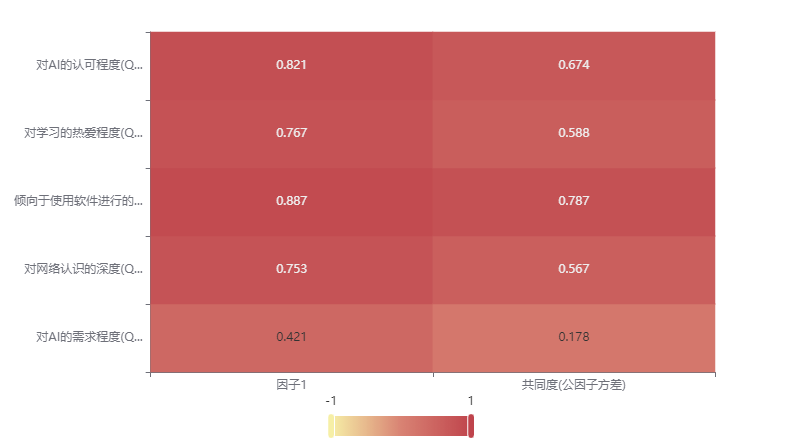 对AI的认可程度(Q...
0.821
0.674
对学习的热爱程度(Q...
0.767
0.588
倾向于使用软件进行的...
0.887
0.787
对网络认识的深度(Q...
0.753
0.567
对AI的需求程度(Q...
0.421
0.178
因子1
共同度(公因子方差)
-1
1